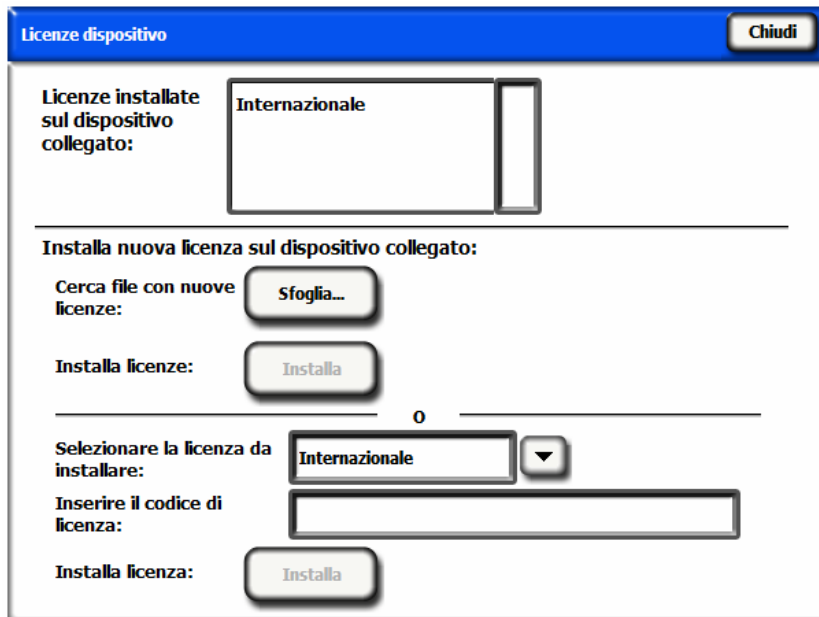 Licenze dispositivo
Chiudi
Licenze installate
sul dispositivo
collegato:
Internazionale
Installa nuova licenza sul dispositivo collegato:
Cerca file con nuove
licenze:
Sfoglia...
Installa licenze:
Installa
O
Selezionare la licenza da
installare:
Internazionale
Inserire il codice di
licenza:
Installa licenza:
Installa